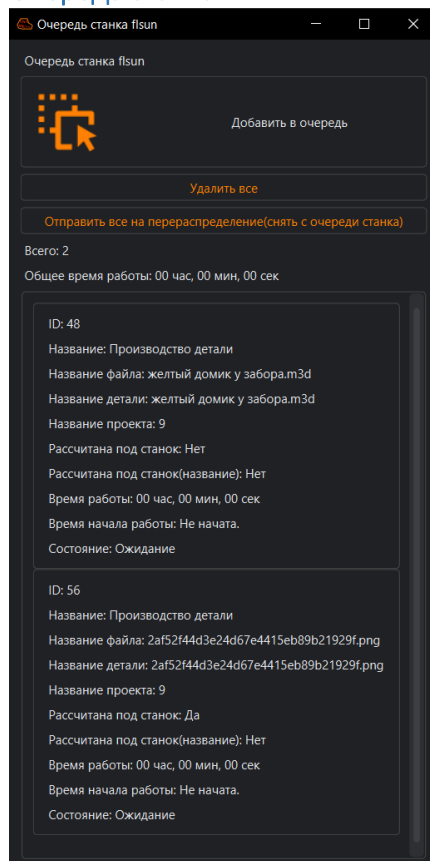 Очередь станка flsun
Очередь станка flsun
Добавить в очередь
Удалить все
Отправить все на перераспределение(снять с очереди станка)
Всего: 2
Общее время работы: 00 час, 00 мин, 00 сек
ID: 48
Название: Производство детали
Название файла: желтый домик у забора.m3d
Название детали: желтый домик у забора.m3d
Название проекта: 9
Рассчитана под станок: Нет
Рассчитана под станок(название): Нет
Время работы: 00 час, 00 мин, 00 сек
Время начала работы: Не начата.
Состояние: Ожидание
ID: 56
Название: Производство детали
Название файла: 2af52f44d3e24d67e4415eb89b21929f.png
Название детали: 2af52f44d3e24d67e4415eb89b21929f.png
Название проекта: 9
Рассчитана под станок: Да
Рассчитана под станок(название): Нет
Время работы: 00 час, 00 мин, 00 сек
Время начала работы: Не начата.
Состояние: Ожидание